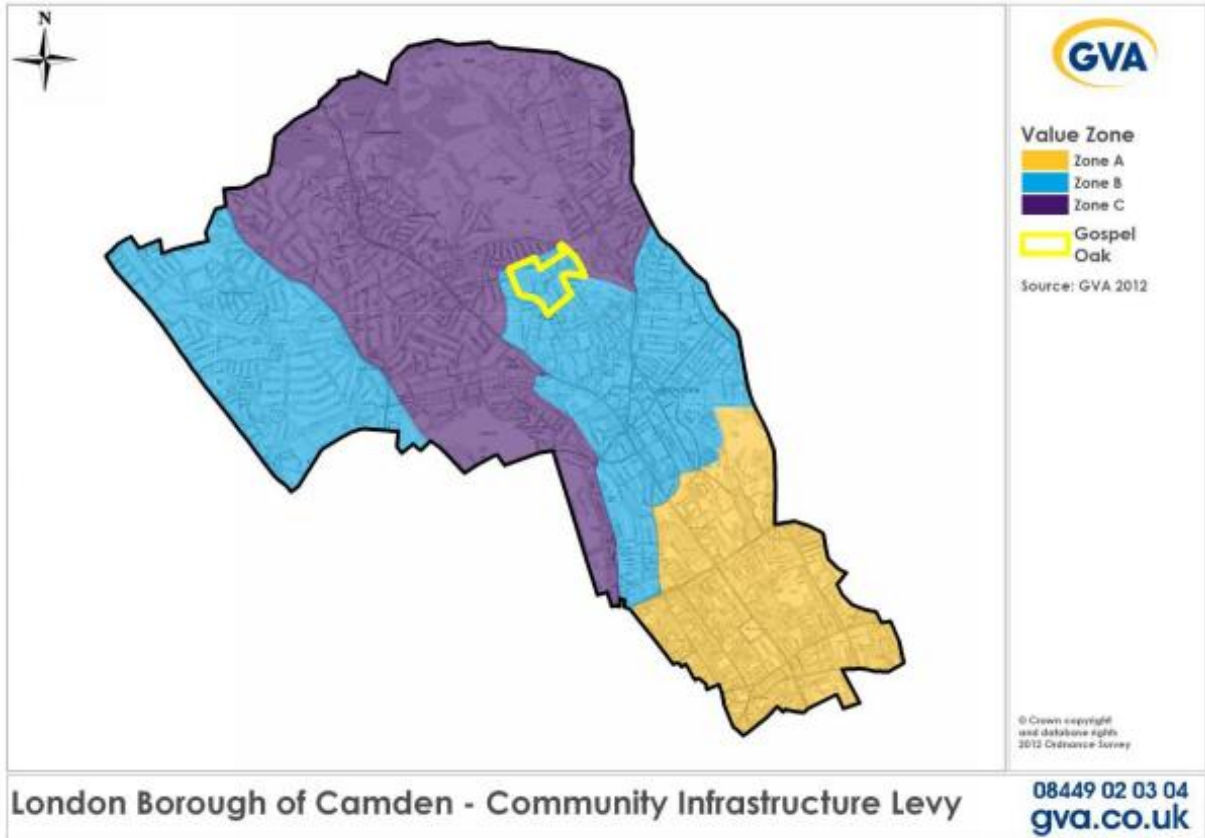 N
GVA
Value Zone
Zone A
Zone B
Zone C
Gospel
Oak
Source: GVA 2012
© Crown copyright
and database rights
2012 Ordnance Survey
London Borough of Camden - Community Infrastructure Levy
08449 02 03 04
gva.co.uk